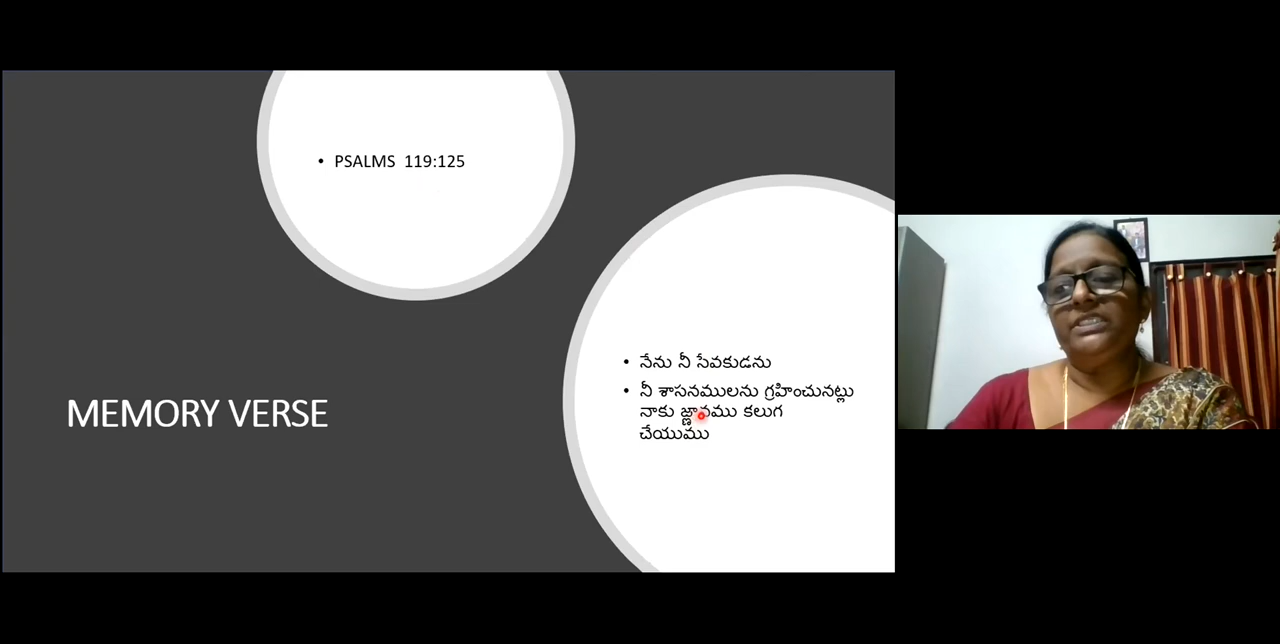 PSALMS 119:125
MEMORY VERSE
నేను నీ సేవకుడను
నీ శాసనములను గ్రహించునట్లు
నాకు జ్ఞానము కలుగ
చేయుము